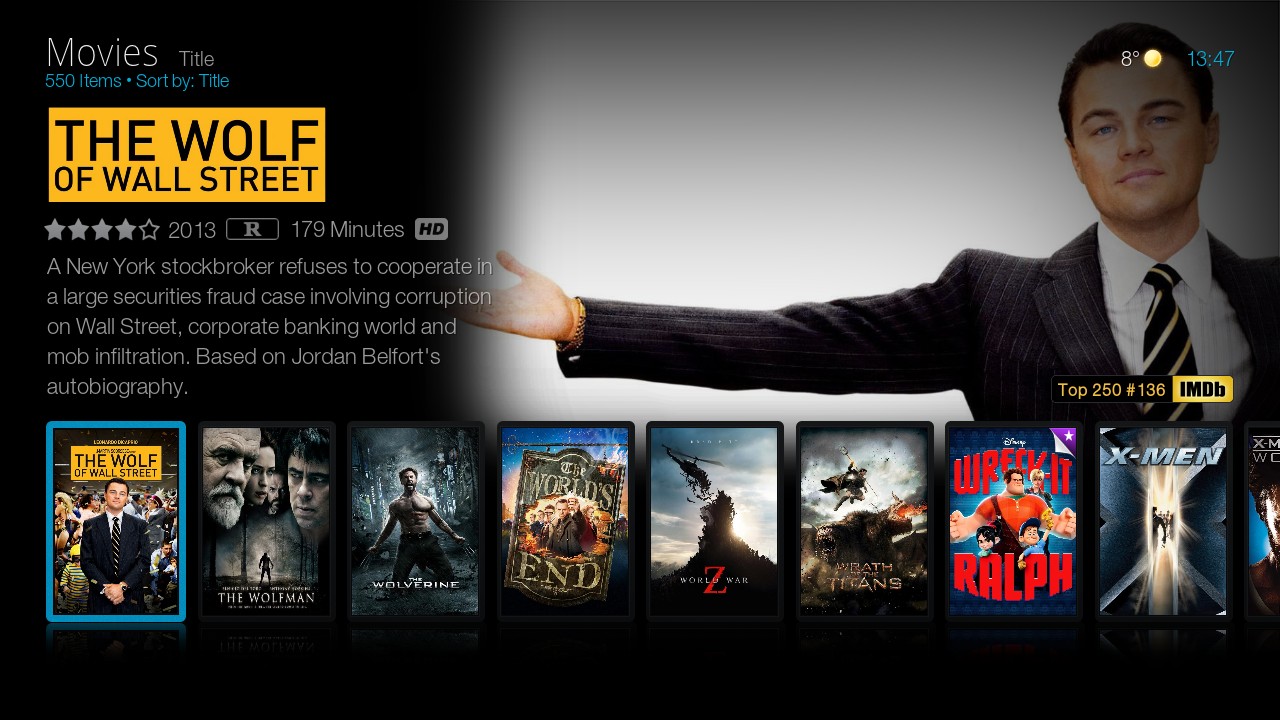 Movies Title
8° 13:47
550 Items • Sort by: Title
THE WOLF
OF WALL STREET
2013 R 179 Minutes HD
A New York stockbroker refuses to cooperate in
a large securities fraud case involving corruption
on Wall Street, corporate banking world and
mob infiltration. Based on Jordan Belfort's
autobiography.
Top 250 #136 IMDb
LEONARDO DICAPRIO
THE WOLF
OF WALL STREET
THE WOLFMAN
THE
WOLVERINE
The
WORLD'S
END
WORLD WAR
Z
WRATH
OF THE
TITANS
Disney
WRECK-IT
RALPH
X-MEN
X-M